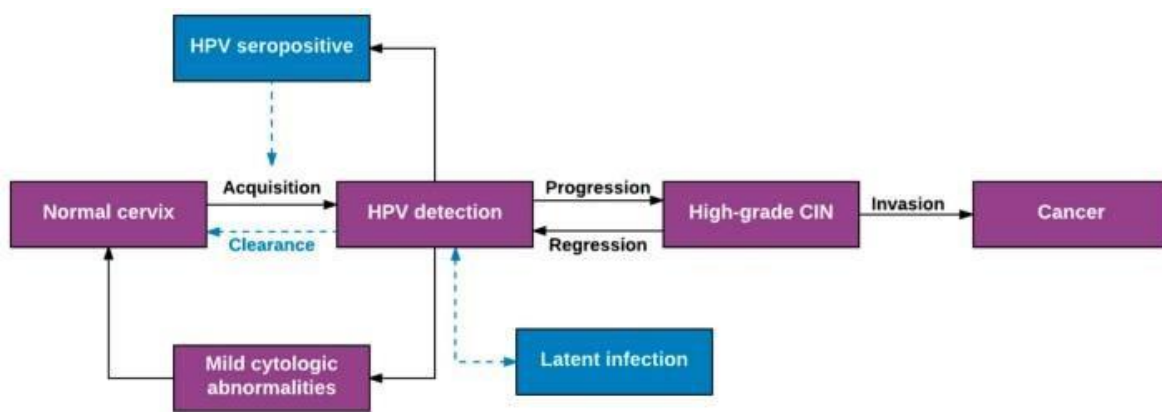 HPV seropositive
Normal cervix
Acquisition
Clearance
HPV detection
Progression
Regression
High-grade CIN
Invasion
Cancer
Mild cytologic
abnormalities
Latent infection